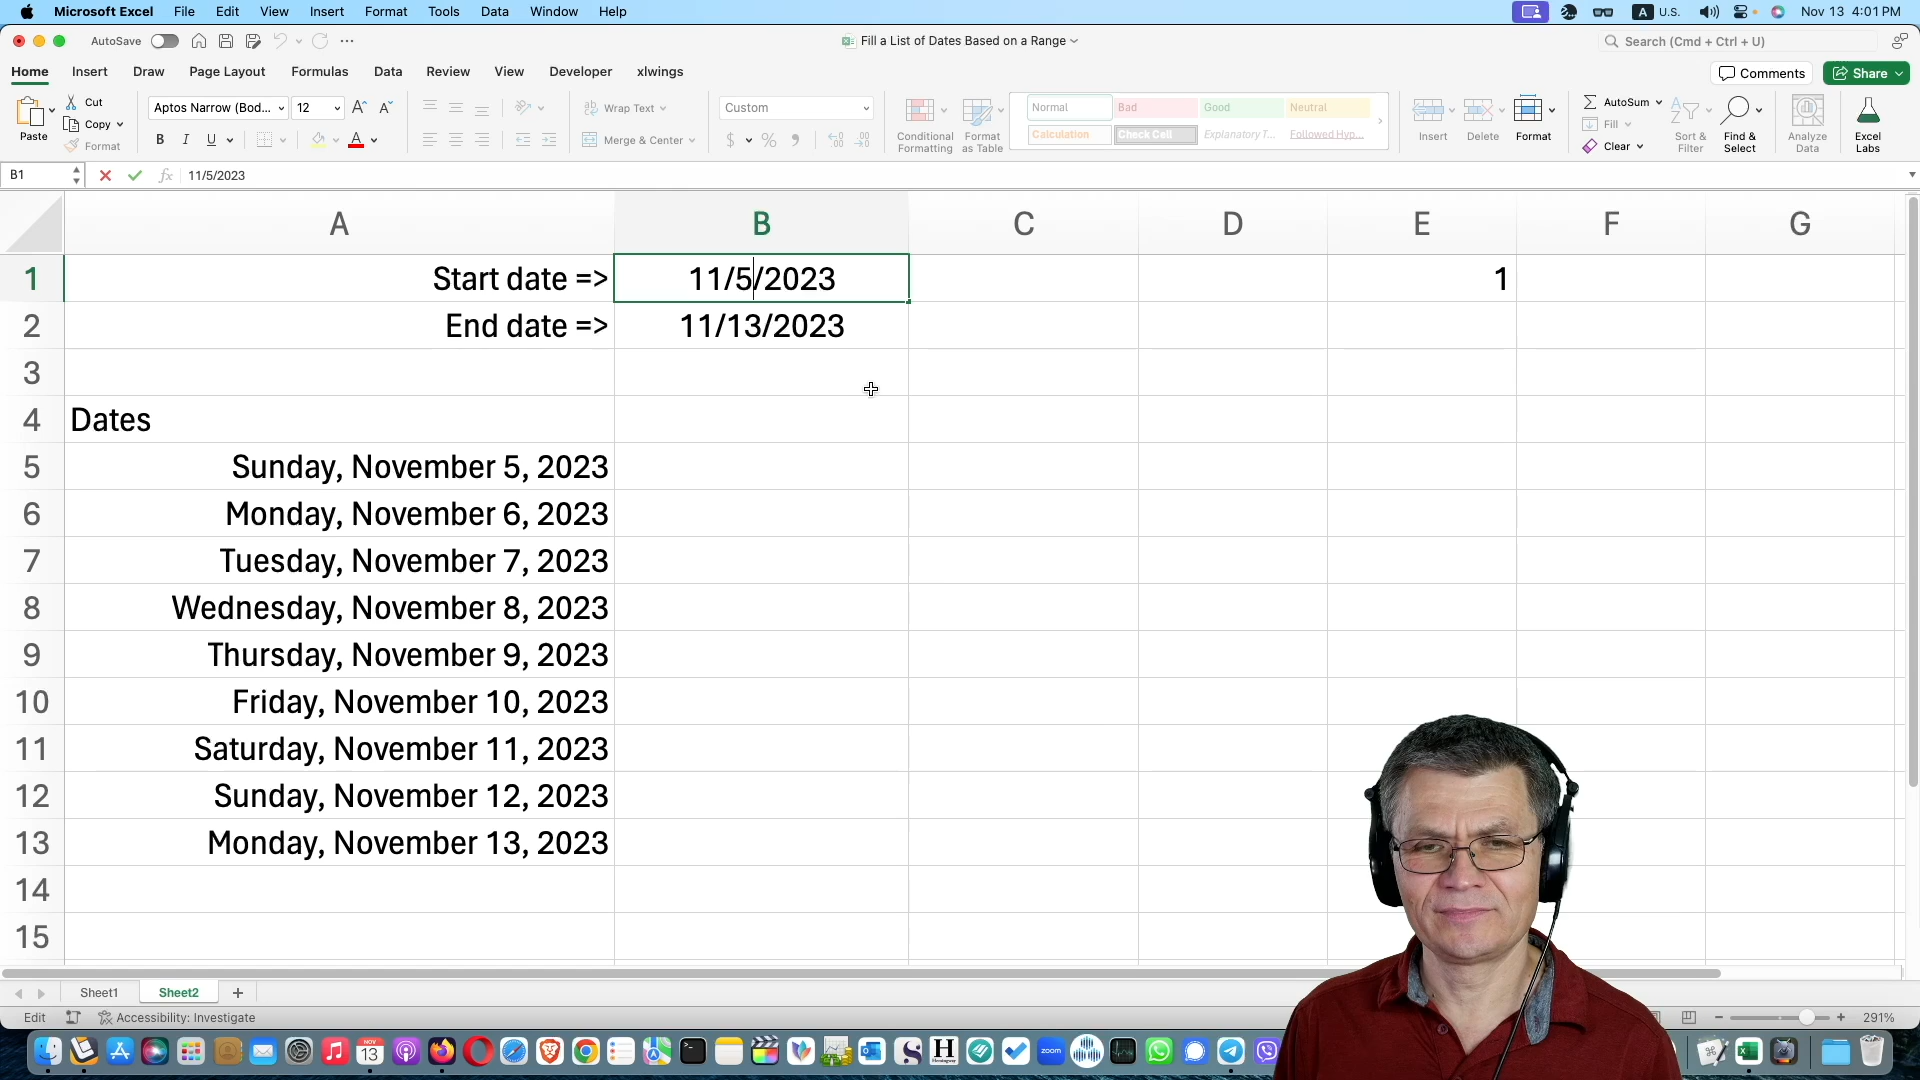 Microsoft Excel File Edit View Insert Format Tools Data Window Help A U.S. Nov 13 4:01 PM
AutoSave Fill a List of Dates Based on a Range Search (Cmd + Ctrl + U)
Home Insert Draw Page Layout Formulas Data Review View Developer xlwings Comments Share
Paste Cut Copy Format
Aptos Narrow (Bod... 12 A A
B I U A
Wrap Text
Merge & Center
Custom
$ % ,
Conditional Formatting Format as Table
Normal Bad Good Neutral
Calculation Check Cell Explanatory T... Followed Hyp...
Insert Delete Format
AutoSum
Fill
Clear
Sort & Filter Find & Select Analyze Data Excel Labs
B1 fx 11/5/2023
A B C D E F G
1 Start date => 11/5/2023 1
2 End date => 11/13/2023
3
4 Dates
5 Sunday, November 5, 2023
6 Monday, November 6, 2023
7 Tuesday, November 7, 2023
8 Wednesday, November 8, 2023
9 Thursday, November 9, 2023
10 Friday, November 10, 2023
11 Saturday, November 11, 2023
12 Sunday, November 12, 2023
13 Monday, November 13, 2023
14
15
Sheet1 Sheet2 +
Edit Accessibility: Investigate 291%
NOV 13 H zoom